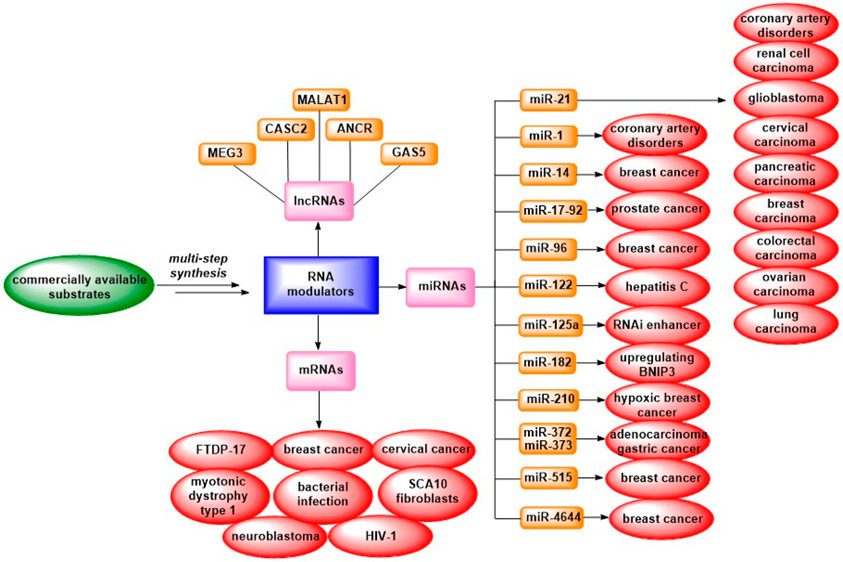 commercially available
substrates
multi-step
synthesis
RNA
modulators
lncRNAs
MEG3
CASC2
MALAT1
ANCR
GAS5
mRNAs
FTDP-17
breast cancer
cervical cancer
myotonic
dystrophy
type 1
bacterial
infection
SCA10
fibroblasts
neuroblastoma
HIV-1
miRNAs
miR-21
coronary artery
disorders
renal cell
carcinoma
glioblastoma
cervical
carcinoma
pancreatic
carcinoma
breast
carcinoma
colorectal
carcinoma
ovarian
carcinoma
lung
carcinoma
miR-1
coronary artery
disorders
miR-14
breast cancer
miR-17-92
prostate cancer
miR-96
breast cancer
miR-122
hepatitis C
miR-125a
RNAi enhancer
miR-182
upregulating
BNIP3
miR-210
hypoxic breast
cancer
miR-372
miR-373
adenocarcinoma
gastric cancer
miR-515
breast cancer
miR-4644
breast cancer